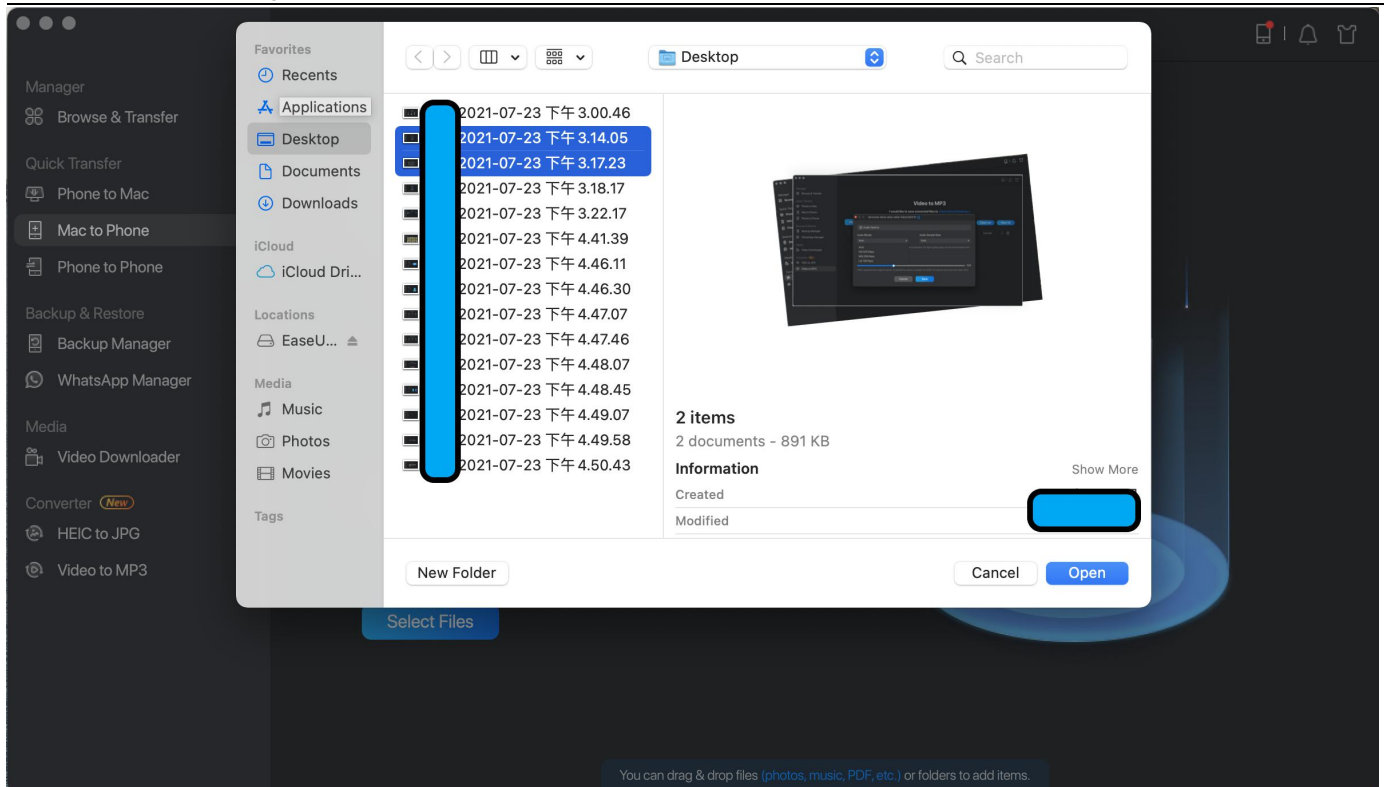 Manager
Browse & Transfer
Quick Transfer
Phone to Mac
Mac to Phone
Phone to Phone
Backup & Restore
Backup Manager
WhatsApp Manager
Media
Video Downloader
Converter New
HEIC to JPG
Video to MP3
Favorites
Recents
Applications
Desktop
Documents
Downloads
iCloud
iCloud Dri...
Locations
EaseU...
Media
Music
Photos
Movies
Tags
Desktop
Search
2021-07-23 下午 3.00.46
2021-07-23 下午 3.14.05
2021-07-23 下午 3.17.23
2021-07-23 下午 3.18.17
2021-07-23 下午 3.22.17
2021-07-23 下午 4.41.39
2021-07-23 下午 4.46.11
2021-07-23 下午 4.46.30
2021-07-23 下午 4.47.07
2021-07-23 下午 4.47.46
2021-07-23 下午 4.48.07
2021-07-23 下午 4.48.45
2021-07-23 下午 4.49.07
2021-07-23 下午 4.49.58
2021-07-23 下午 4.50.43
Video to MP3
2 items
2 documents - 891 KB
Information
Show More
Created
Modified
New Folder
Cancel
Open
Select Files
You can drag & drop files (photos, music, PDF, etc.) or folders to add items.